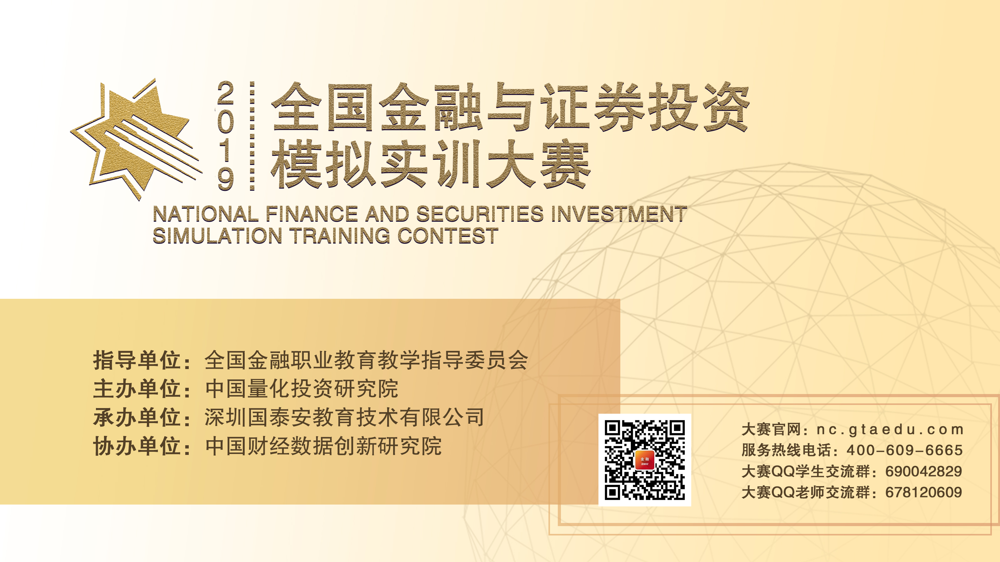 2019
全国金融与证券投资
模拟实训大赛
NATIONAL FINANCE AND SECURITIES INVESTMENT
SIMULATION TRAINING CONTEST
指导单位：全国金融职业教育教学指导委员会
主办单位：中国量化投资研究院
承办单位：深圳国泰安教育技术有限公司
协办单位：中国财经数据创新研究院
金融
国泰安
大赛官网：nc.gtaedu.com
服务热线电话：400-609-6665
大赛QQ学生交流群：690042829
大赛QQ老师交流群：678120609